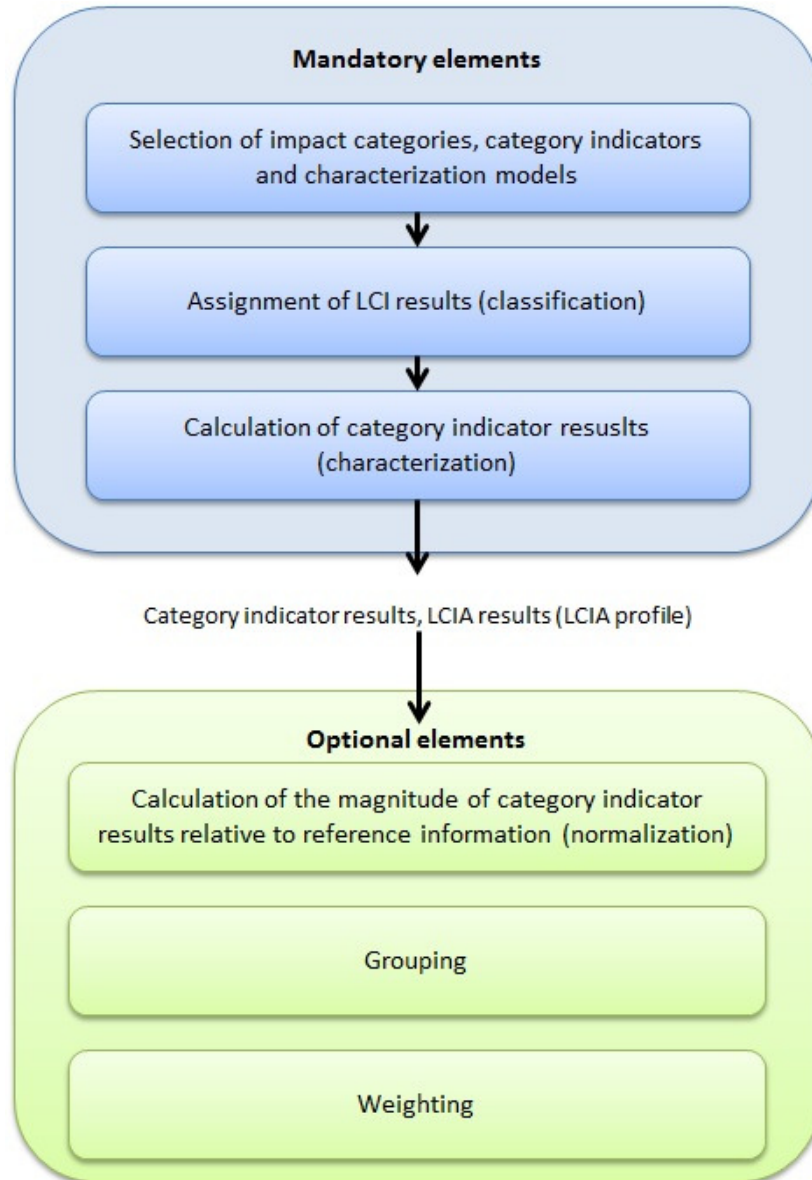 Mandatory elements
Selection of impact categories, category indicators
and characterization models
Assignment of LCI results (classification)
Calculation of category indicator resuslts
(characterization)
Category indicator results, LCIA results (LCIA profile)
Optional elements
Calculation of the magnitude of category indicator
results relative to reference information (normalization)
Grouping
Weighting